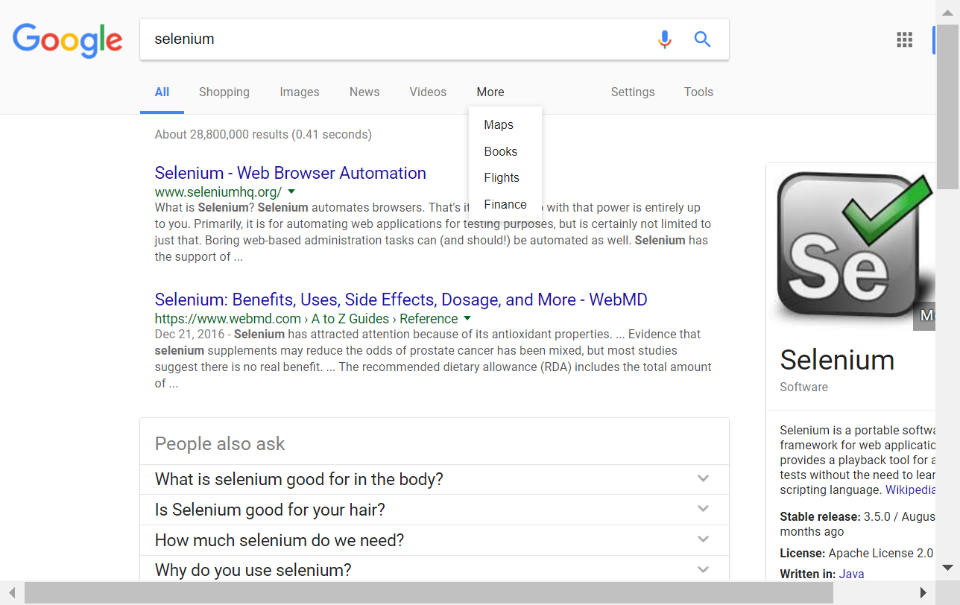 Google
selenium
All Shopping Images News Videos More Settings Tools
Maps
Books
Flights
Finance
About 28,800,000 results (0.41 seconds)
Selenium - Web Browser Automation
www.seleniumhq.org/
What is Selenium? Selenium automates browsers. That's it with that power is entirely up
to you. Primarily, it is for automating web applications for testing purposes, but is certainly not limited to
just that. Boring web-based administration tasks can (and should!) be automated as well. Selenium has
the support of ...
Selenium: Benefits, Uses, Side Effects, Dosage, and More - WebMD
https://www.webmd.com › A to Z Guides › Reference
Dec 21, 2016 - Selenium has attracted attention because of its antioxidant properties. ... Evidence that
selenium supplements may reduce the odds of prostate cancer has been mixed, but most studies
suggest there is no real benefit. ... The recommended dietary allowance (RDA) includes the total amount
of ...
People also ask
What is selenium good for in the body?
Is Selenium good for your hair?
How much selenium do we need?
Why do you use selenium?
Se
Selenium
Software
Selenium is a portable softwa
framework for web applicatio
provides a playback tool for a
tests without the need to lear
scripting language. Wikipedia
Stable release: 3.5.0 / Augus
months ago
License: Apache License 2.0
Written in: Java